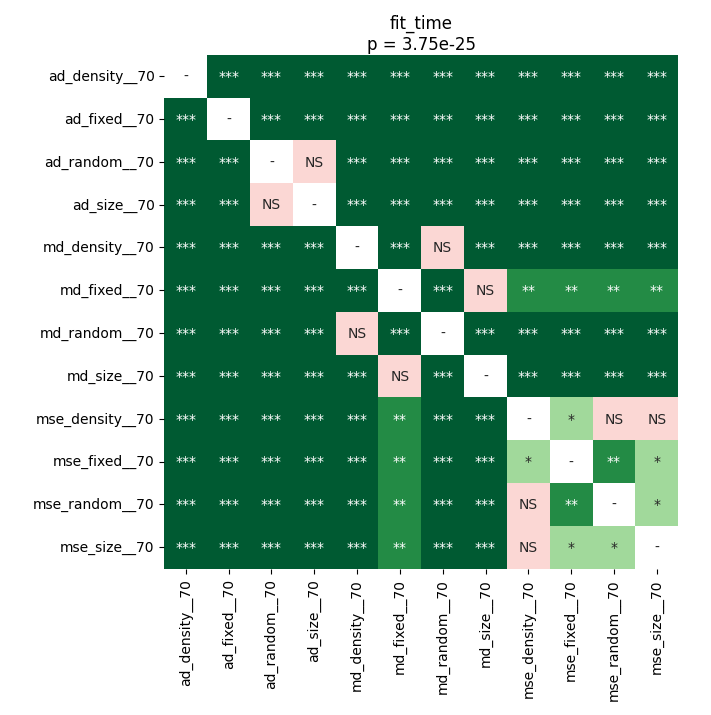 fit_time
p = 3.75e-25
ad_density__70 - *** *** *** *** *** *** *** *** *** *** ***
ad_fixed__70 *** - *** *** *** *** *** *** *** *** *** ***
ad_random__70 *** *** - NS *** *** *** *** *** *** *** ***
ad_size__70 *** *** NS - *** *** *** *** *** *** *** ***
md_density__70 *** *** *** *** - *** NS *** *** *** *** ***
md_fixed__70 *** *** *** *** *** - *** NS ** ** ** **
md_random__70 *** *** *** *** NS *** - *** *** *** *** ***
md_size__70 *** *** *** *** *** NS *** - *** *** *** ***
mse_density__70 *** *** *** *** *** ** *** *** - * NS NS
mse_fixed__70 *** *** *** *** *** ** *** *** * - ** *
mse_random__70 *** *** *** *** *** ** *** *** NS ** - *
mse_size__70 *** *** *** *** *** ** *** *** NS * * -
ad_density__70
ad_fixed__70
ad_random__70
ad_size__70
md_density__70
md_fixed__70
md_random__70
md_size__70
mse_density__70
mse_fixed__70
mse_random__70
mse_size__70